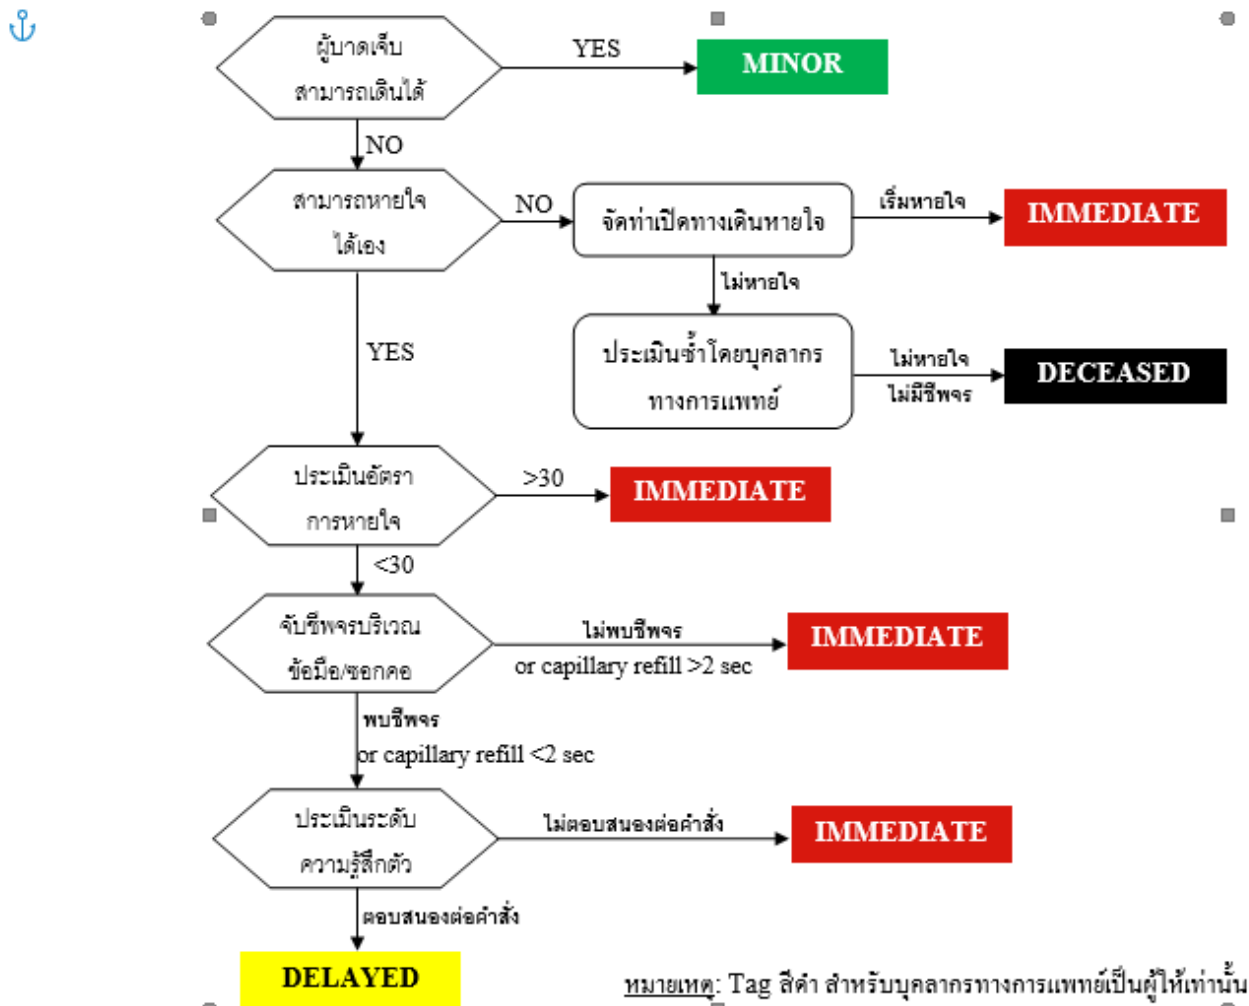 ผู้บาดเจ็บ
สามารถเดินได้
YES
MINOR
NO
สามารถหายใจ
ได้เอง
NO
จัดท่าเปิดทางเดินหายใจ
เริ่มหายใจ
IMMEDIATE
ไม่หายใจ
YES
ประเมินซ้ำโดยบุคลากร
ทางการแพทย์
ไม่หายใจ
ไม่มีชีพจร
DECEASED
ประเมินอัตรา
การหายใจ
>30
IMMEDIATE
<30
จับชีพจรบริเวณ
ข้อมือ/ซอกคอ
ไม่พบชีพจร
or capillary refill >2 sec
IMMEDIATE
พบชีพจร
or capillary refill <2 sec
ประเมินระดับ
ความรู้สึกตัว
ไม่ตอบสนองต่อคำสั่ง
IMMEDIATE
ตอบสนองต่อคำสั่ง
DELAYED
หมายเหตุ: Tag สีดำ สำหรับบุคลากรทางการแพทย์เป็นผู้ให้เท่านั้น